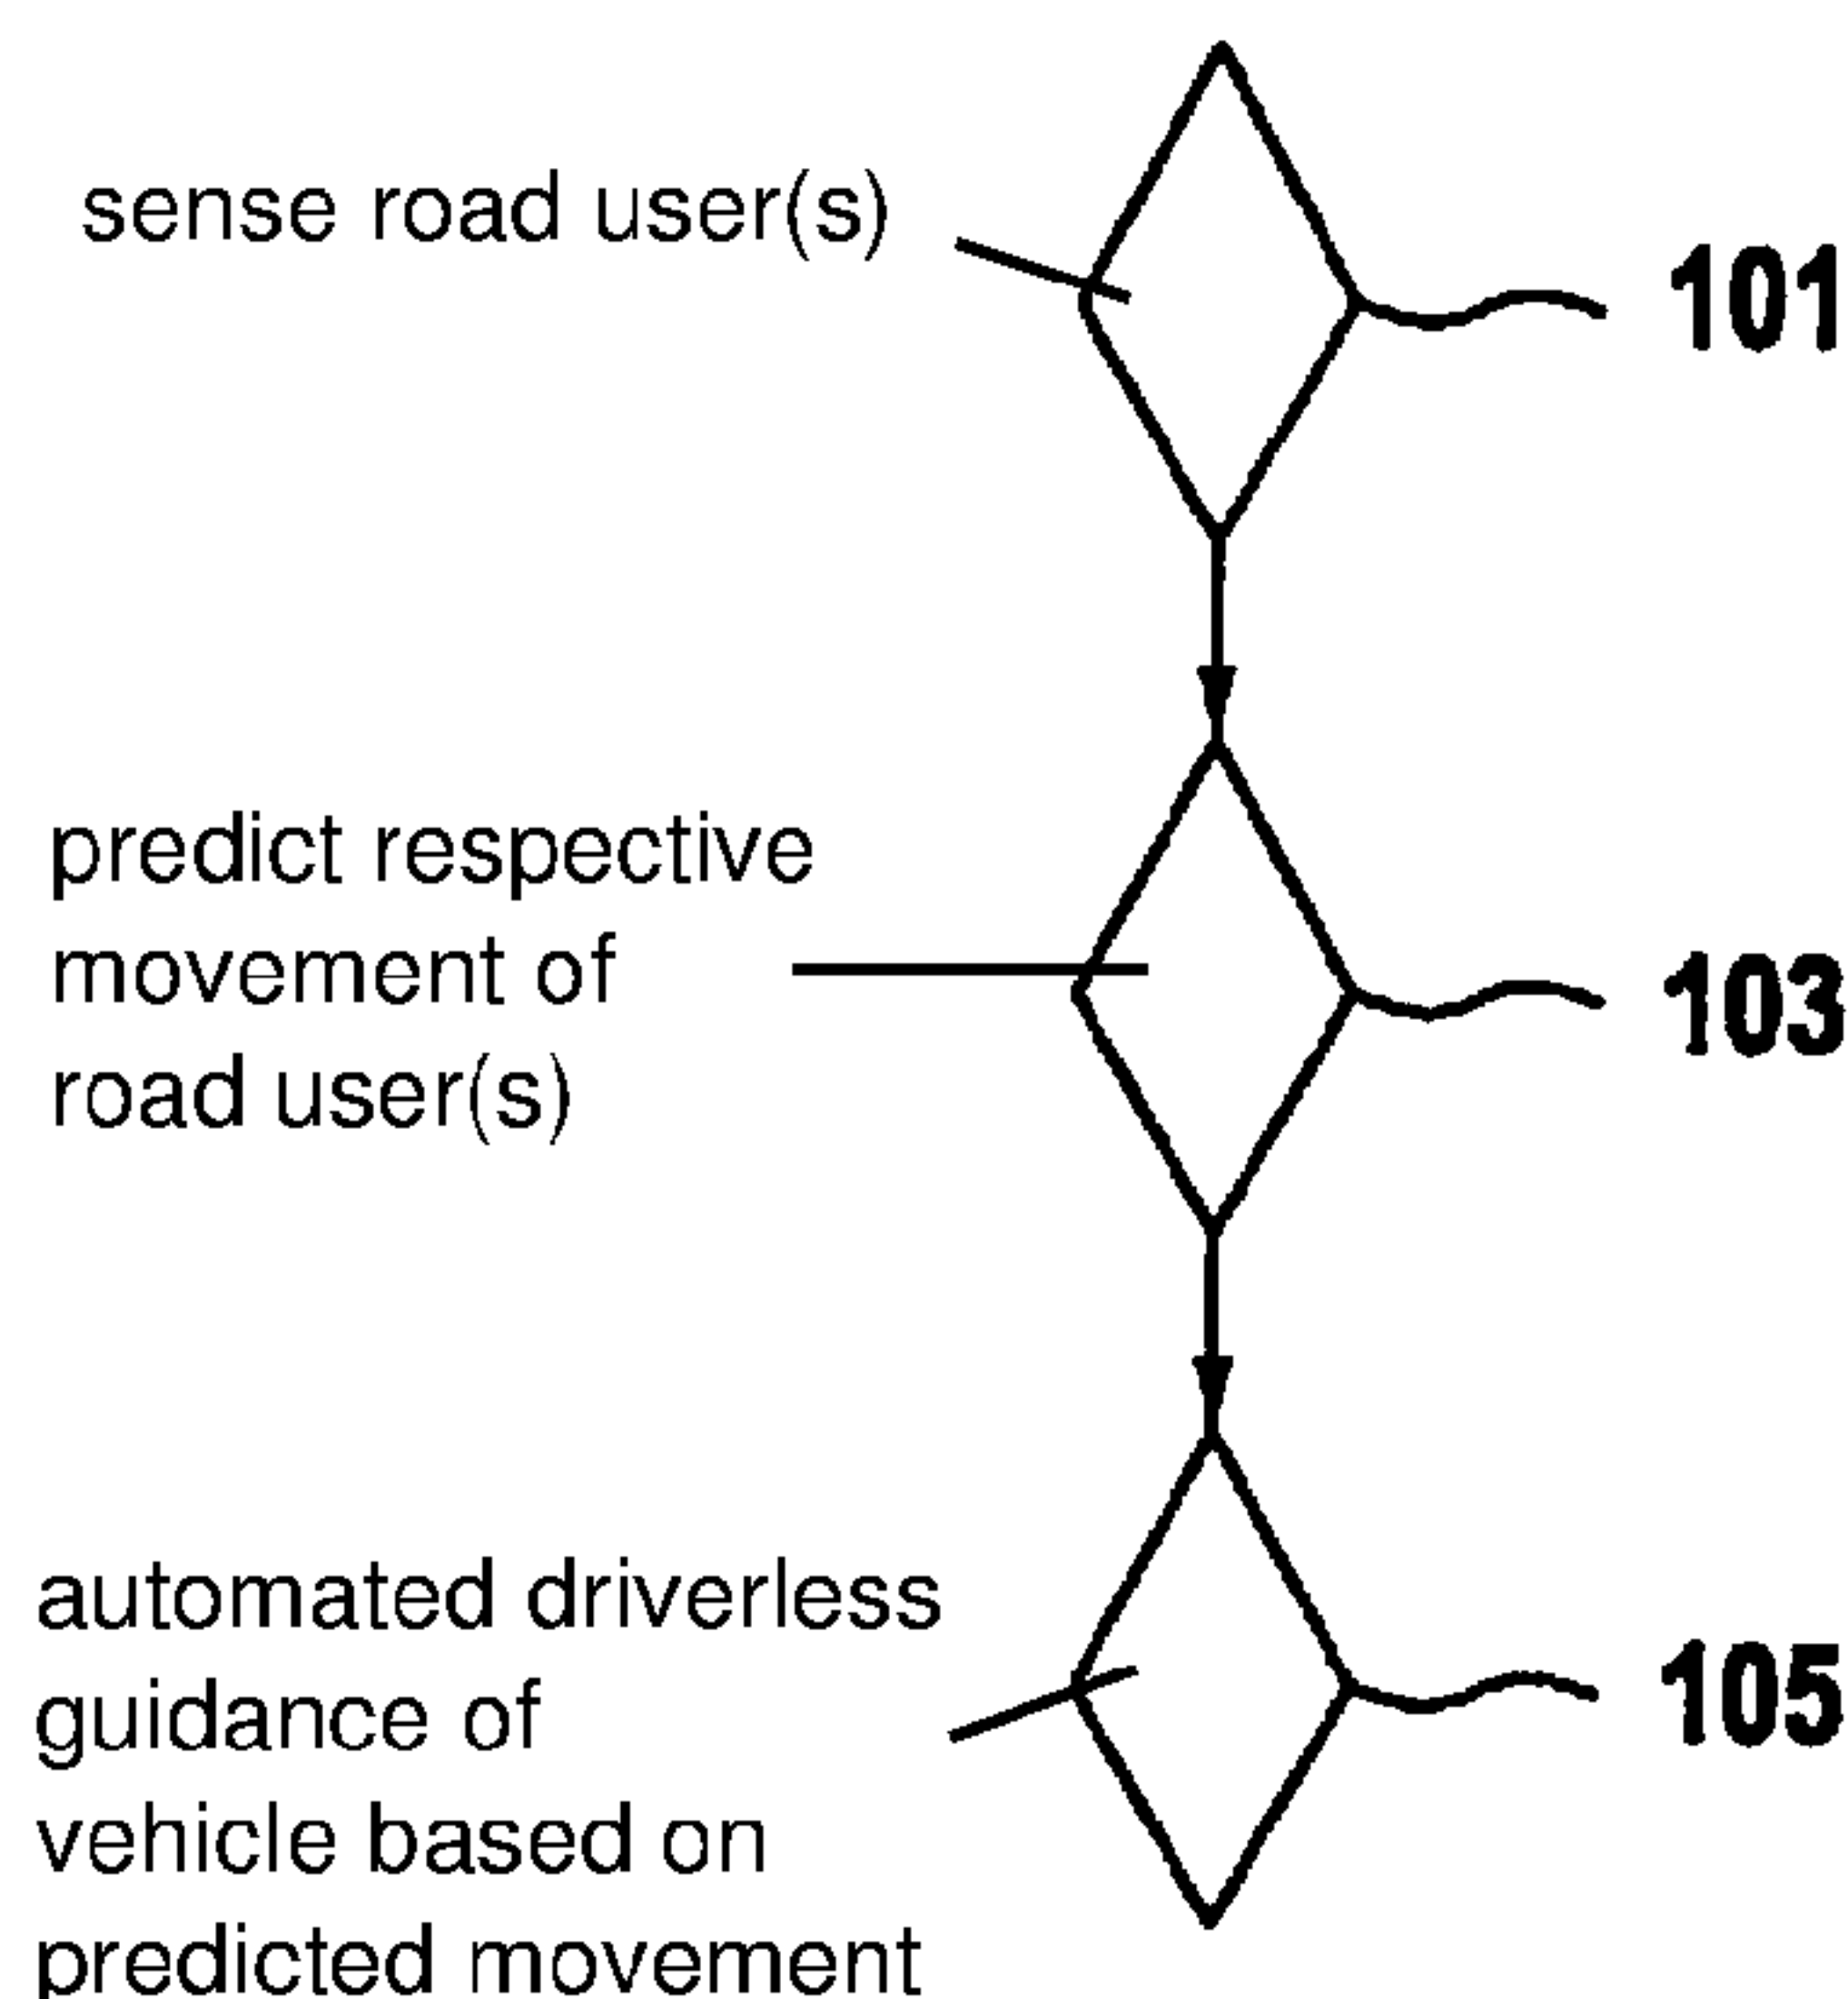 sense road user(s)
101
predict respective
movement of
road user(s)
103
automated driverless
guidance of
vehicle based on
predicted movement
105